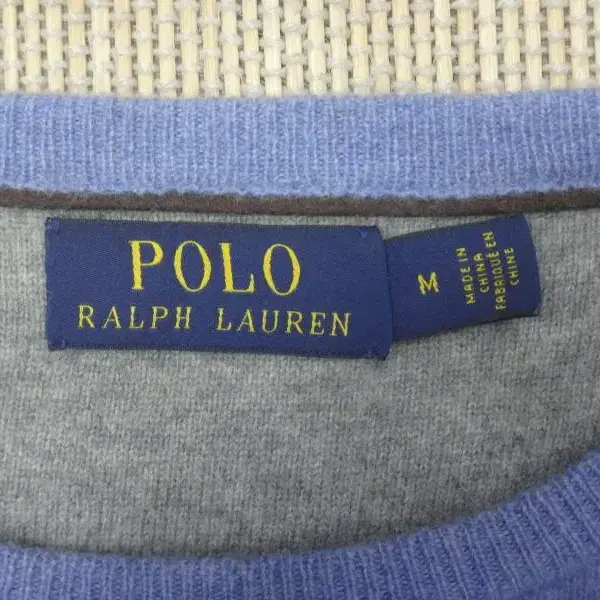 POLO
RALPH LAUREN
M
MADE IN
CHINA
FABRIQUÉ EN
CHINE